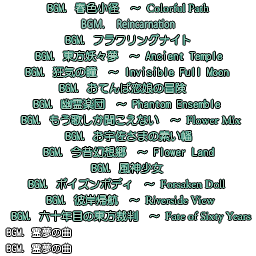 BGM. 春色小径　～ Colorful Path
BGM. Reincarnation
BGM. フラワリングナイト
BGM. 東方妖々夢　～ Ancient Temple
BGM. 狂気の瞳　～ Invisible Full Moon
BGM. おてんば恋娘の冒険
BGM. 幽霊楽団　～ Phantom Ensemble
BGM. もう歌しか聞こえない　～ Flower Mix
BGM. お宇佐さまの素い幡
BGM. 今昔幻想郷　～ Flower Land
BGM. 風神少女
BGM. ポイズンボディ　～ Forsaken Doll
BGM. 彼岸帰航　～ Riverside View
BGM. 六十年目の東方裁判　～ Fate of Sixty Years
BGM. 霊夢の曲
BGM. 霊夢の曲